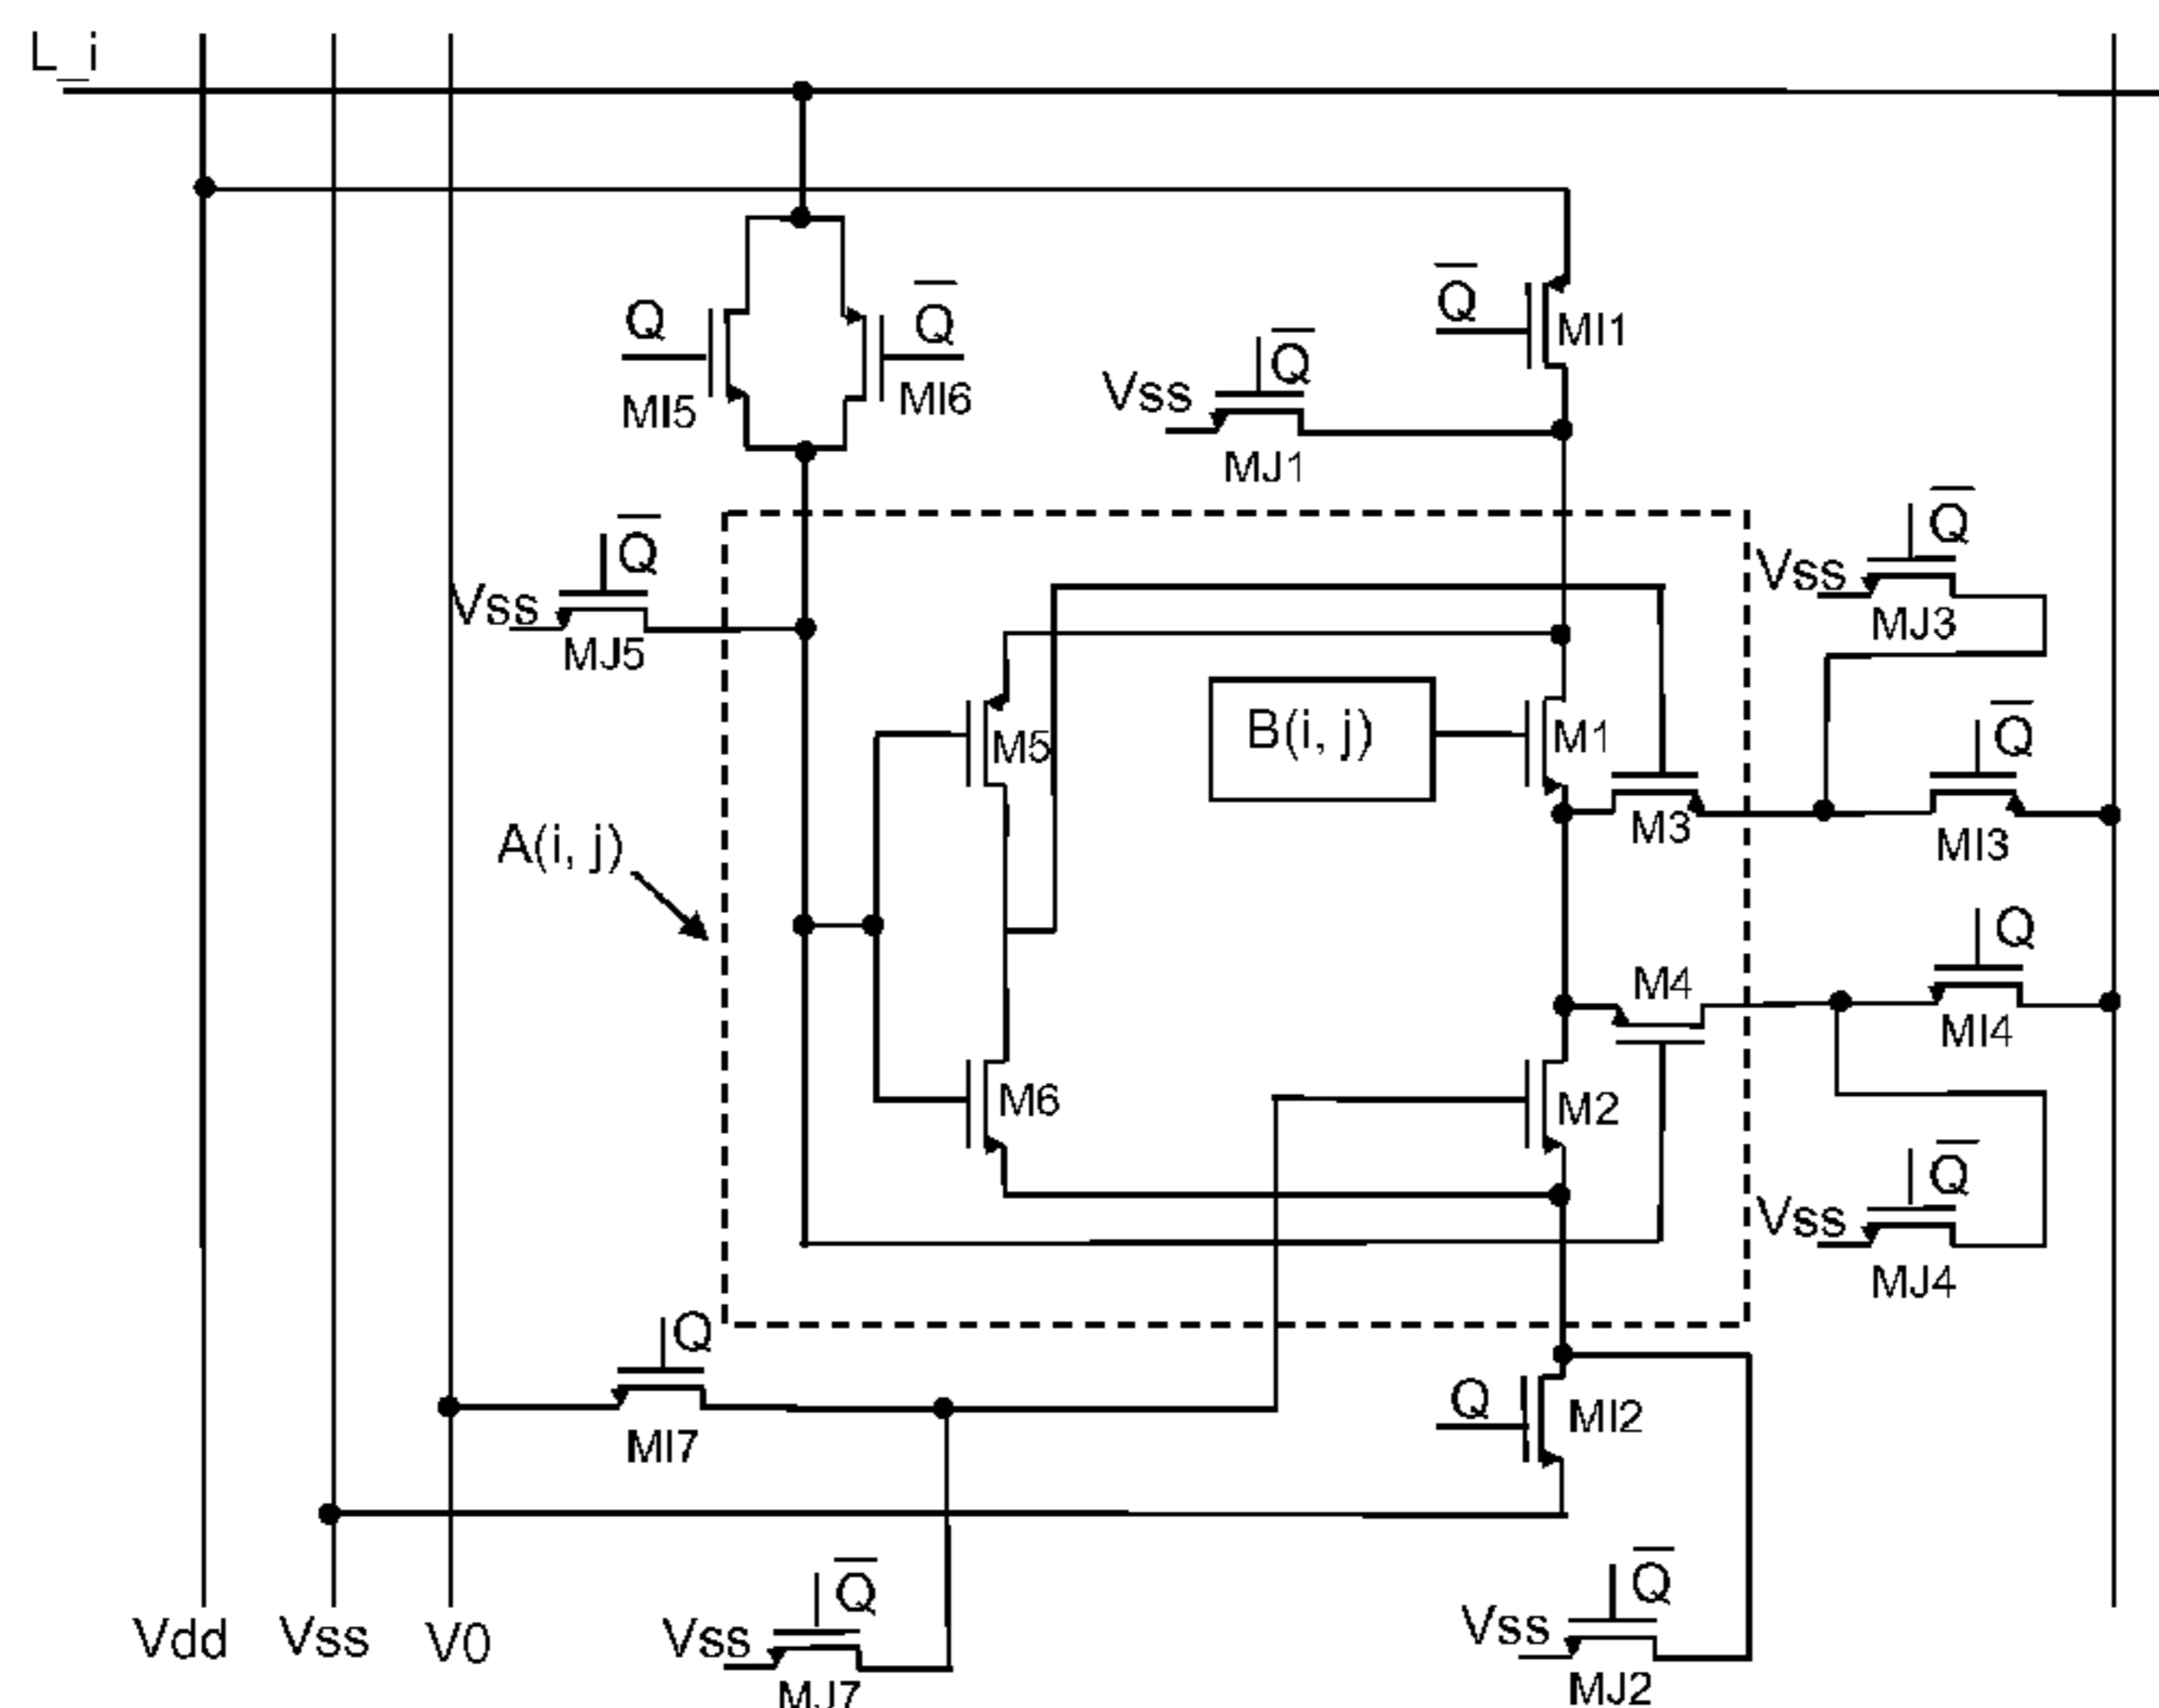 L_i
Q̅
Q
Q̅
MI1
Q̅
MI5
MI6
Vss
MJ1
Q̅
Q̅
Vss
MJ5
Vss
MJ3
B(i, j)
M5
M1
Q̅
A(i, j)
M3
MI3
Q
M4
MI4
M6
M2
Q̅
Vss
MJ4
Q
Q
MI2
MI7
Q̅
Q̅
Vdd
Vss
V0
Vss
Vss
MJ7
MJ2